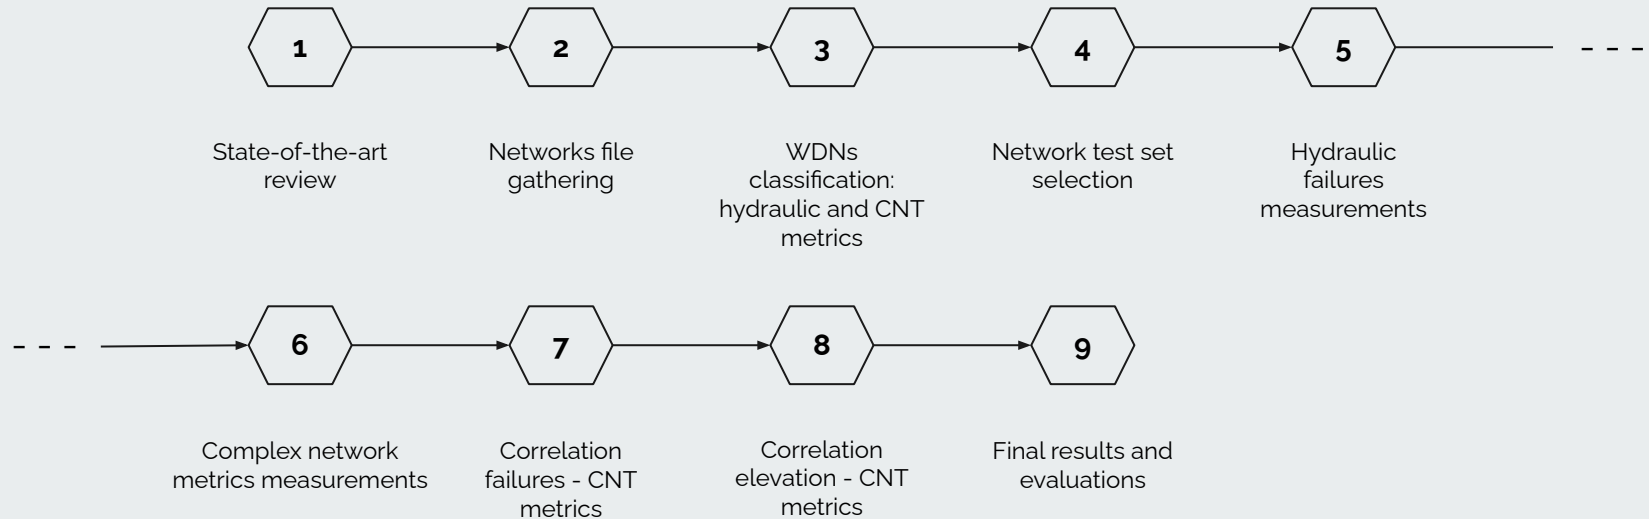 1
2
3
4
5
State-of-the-art
review
Networks file
gathering
WDNs
classification:
hydraulic and CNT
metrics
Network test set
selection
Hydraulic
failures
measurements
6
7
8
9
Complex network
metrics measurements
Correlation
failures - CNT
metrics
Correlation
elevation - CNT
metrics
Final results and
evaluations